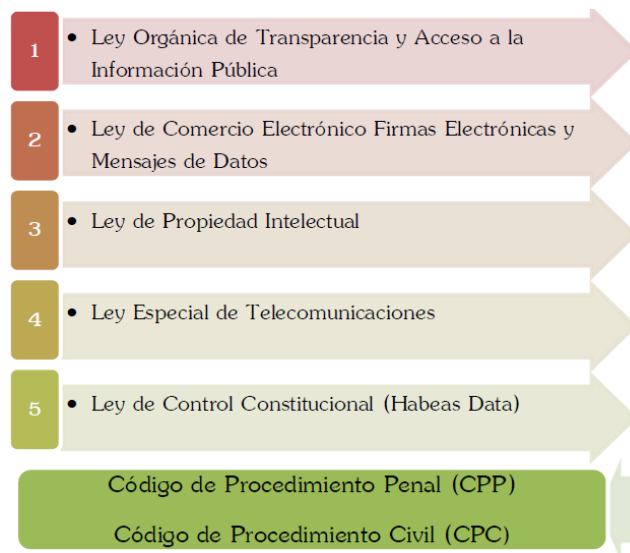 1
• Ley Orgánica de Transparencia y Acceso a la
Información Pública
2
• Ley de Comercio Electrónico Firmas Electrónicas y
Mensajes de Datos
3
• Ley de Propiedad Intelectual
4
• Ley Especial de Telecomunicaciones
5
• Ley de Control Constitucional (Habeas Data)
Código de Procedimiento Penal (CPP)
Código de Procedimiento Civil (CPC)